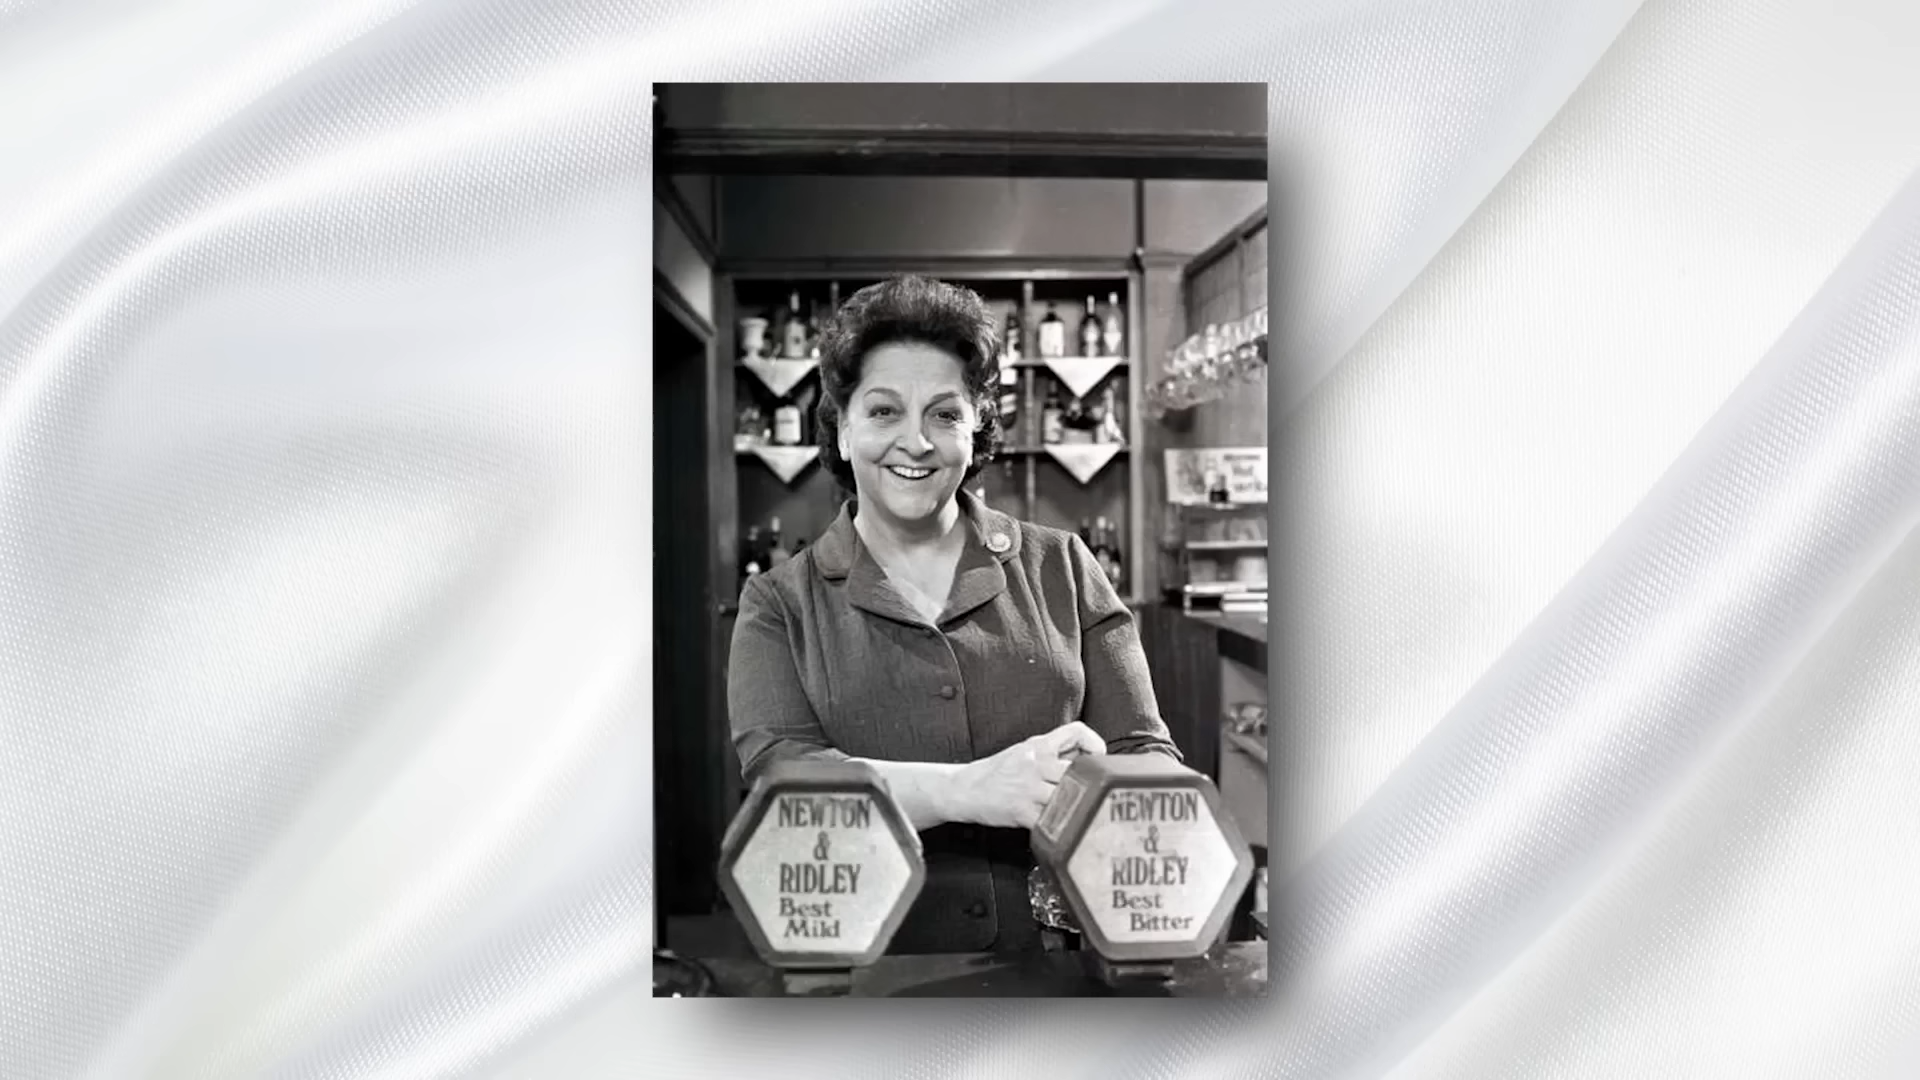 NEWTON
&
RIDLEY
Best
Mild
NEWTON
&
RIDLEY
Best
Bitter